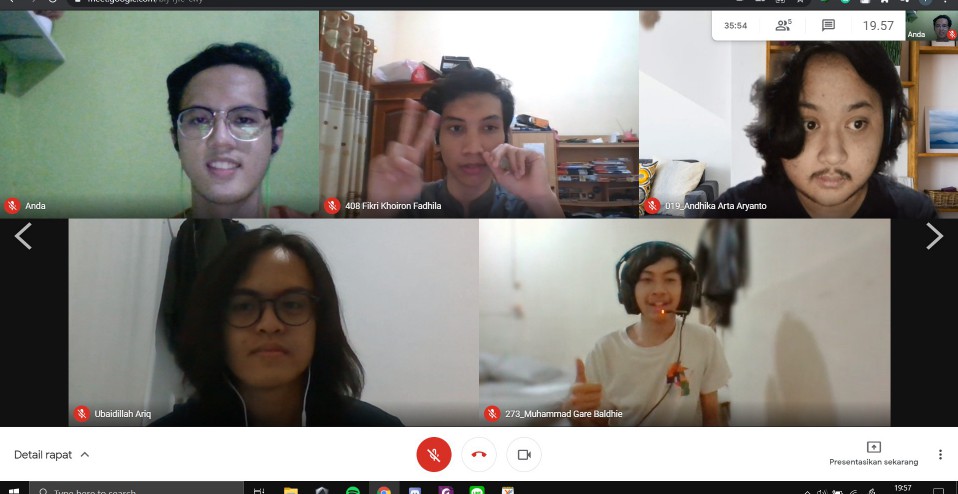 35:54
5
19.57
Anda
Anda
408 Fikri Khoiron Fadhila
019_Andhika Arta Aryanto
Ubaidillah Ariq
273_Muhammad Gare Baldhie
Detail rapat
Presentasikan sekarang
Type here to search
19:57